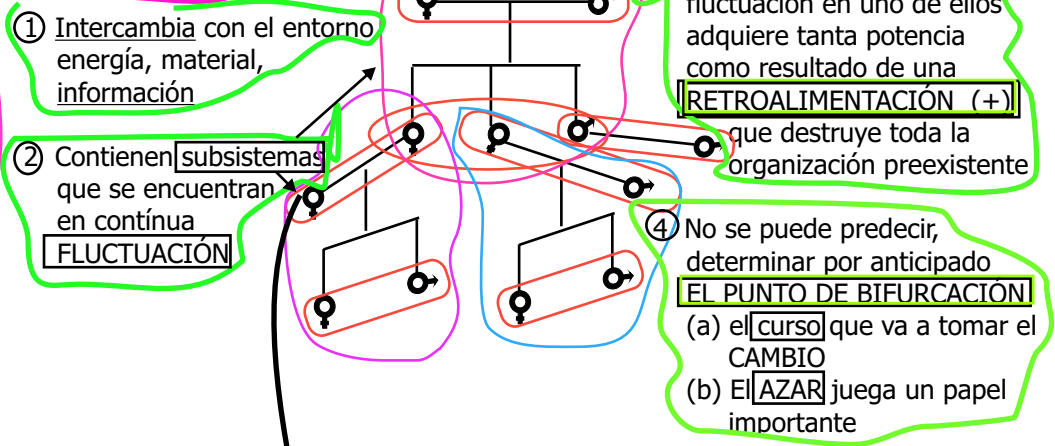 ① Intercambia con el entorno
energía, material,
información
② Contienen subsistemas
que se encuentran
en contínua
FLUCTUACIÓN
fluctuación en uno de ellos
adquiere tanta potencia
como resultado de una
RETROALIMENTACIÓN (+)
que destruye toda la
organización preexistente
④ No se puede predecir,
determinar por anticipado
EL PUNTO DE BIFURCACIÓN
(a) el curso que va a tomar el
CAMBIO
(b) El AZAR juega un papel
importante